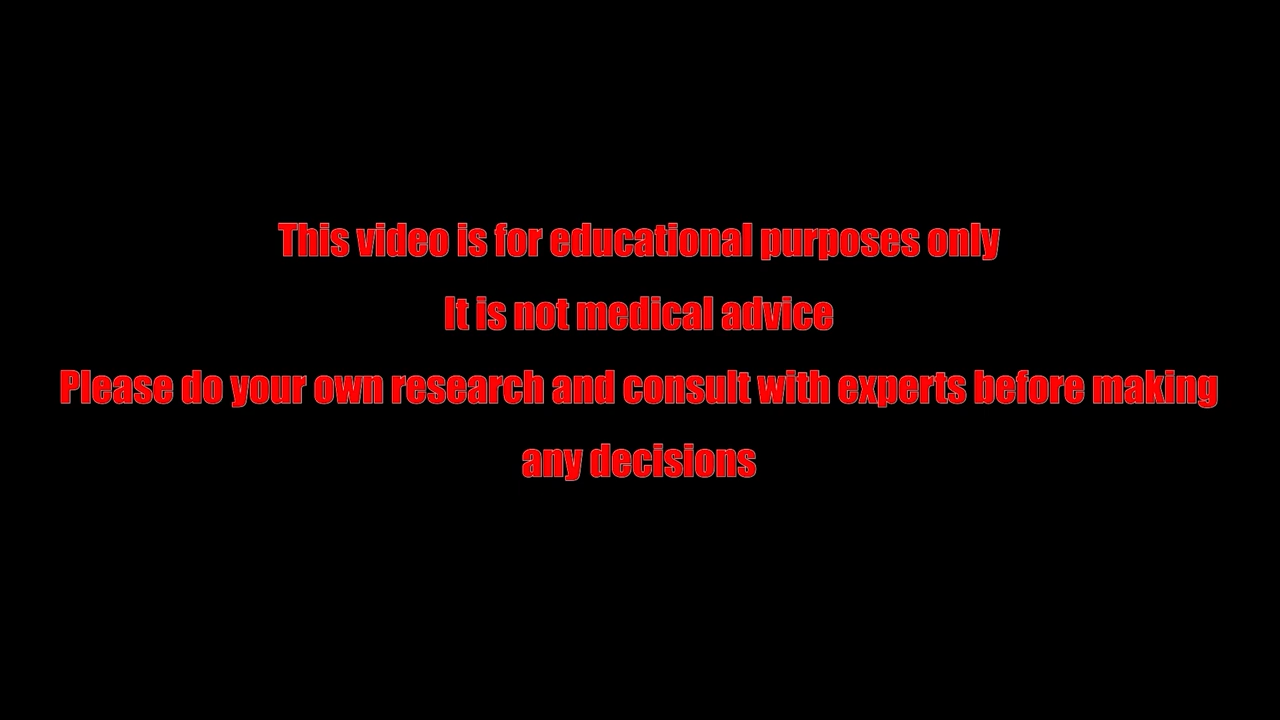 This video is for educational purposes only
It is not medical advice
Please do your own research and consult with experts before making
any decisions